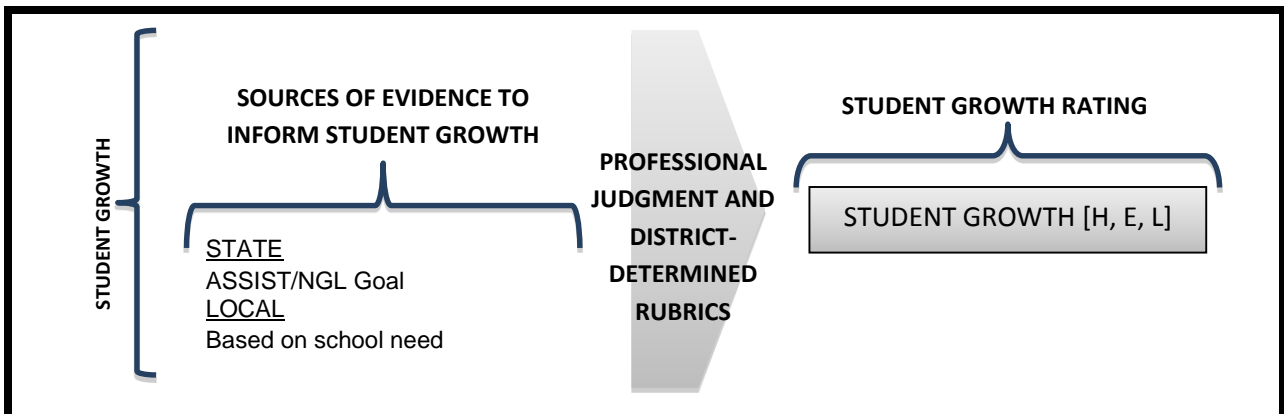 STUDENT GROWTH
SOURCES OF EVIDENCE TO
INFORM STUDENT GROWTH
STATE
ASSIST/NGL Goal
LOCAL
Based on school need
PROFESSIONAL
JUDGMENT AND
DISTRICT-
DETERMINED
RUBRICS
STUDENT GROWTH RATING
STUDENT GROWTH [H, E, L]